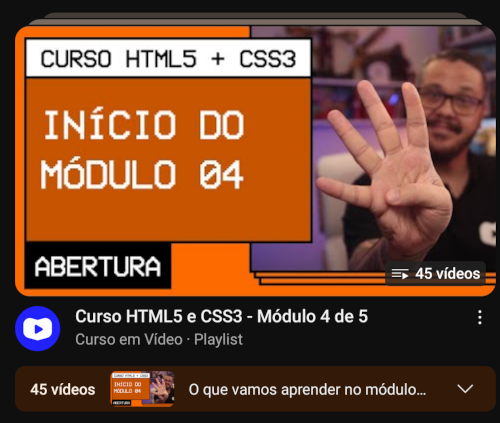 CURSO HTML5 + CSS3
INÍCIO DO
MÓDULO 04
ABERTURA
45 vídeos
Curso HTML5 e CSS3 - Módulo 4 de 5
Curso em Vídeo · Playlist
45 vídeos
CURSO HTML5 + CSS3
INÍCIO DO
MÓDULO 04
ABERTURA
O que vamos aprender no módulo...